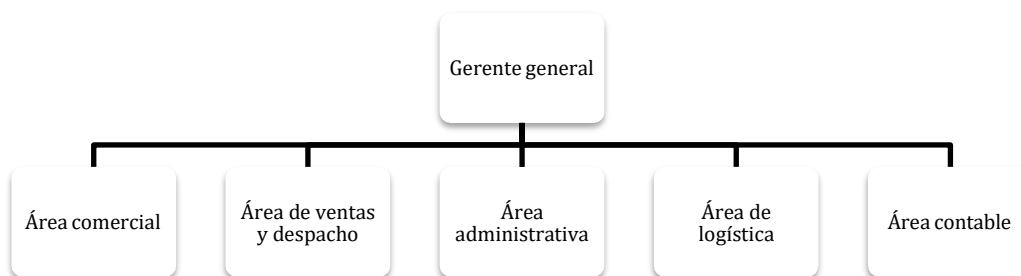 Gerente general
Área comercial
Área de ventas
y despacho
Área
administrativa
Área de
logística
Área contable